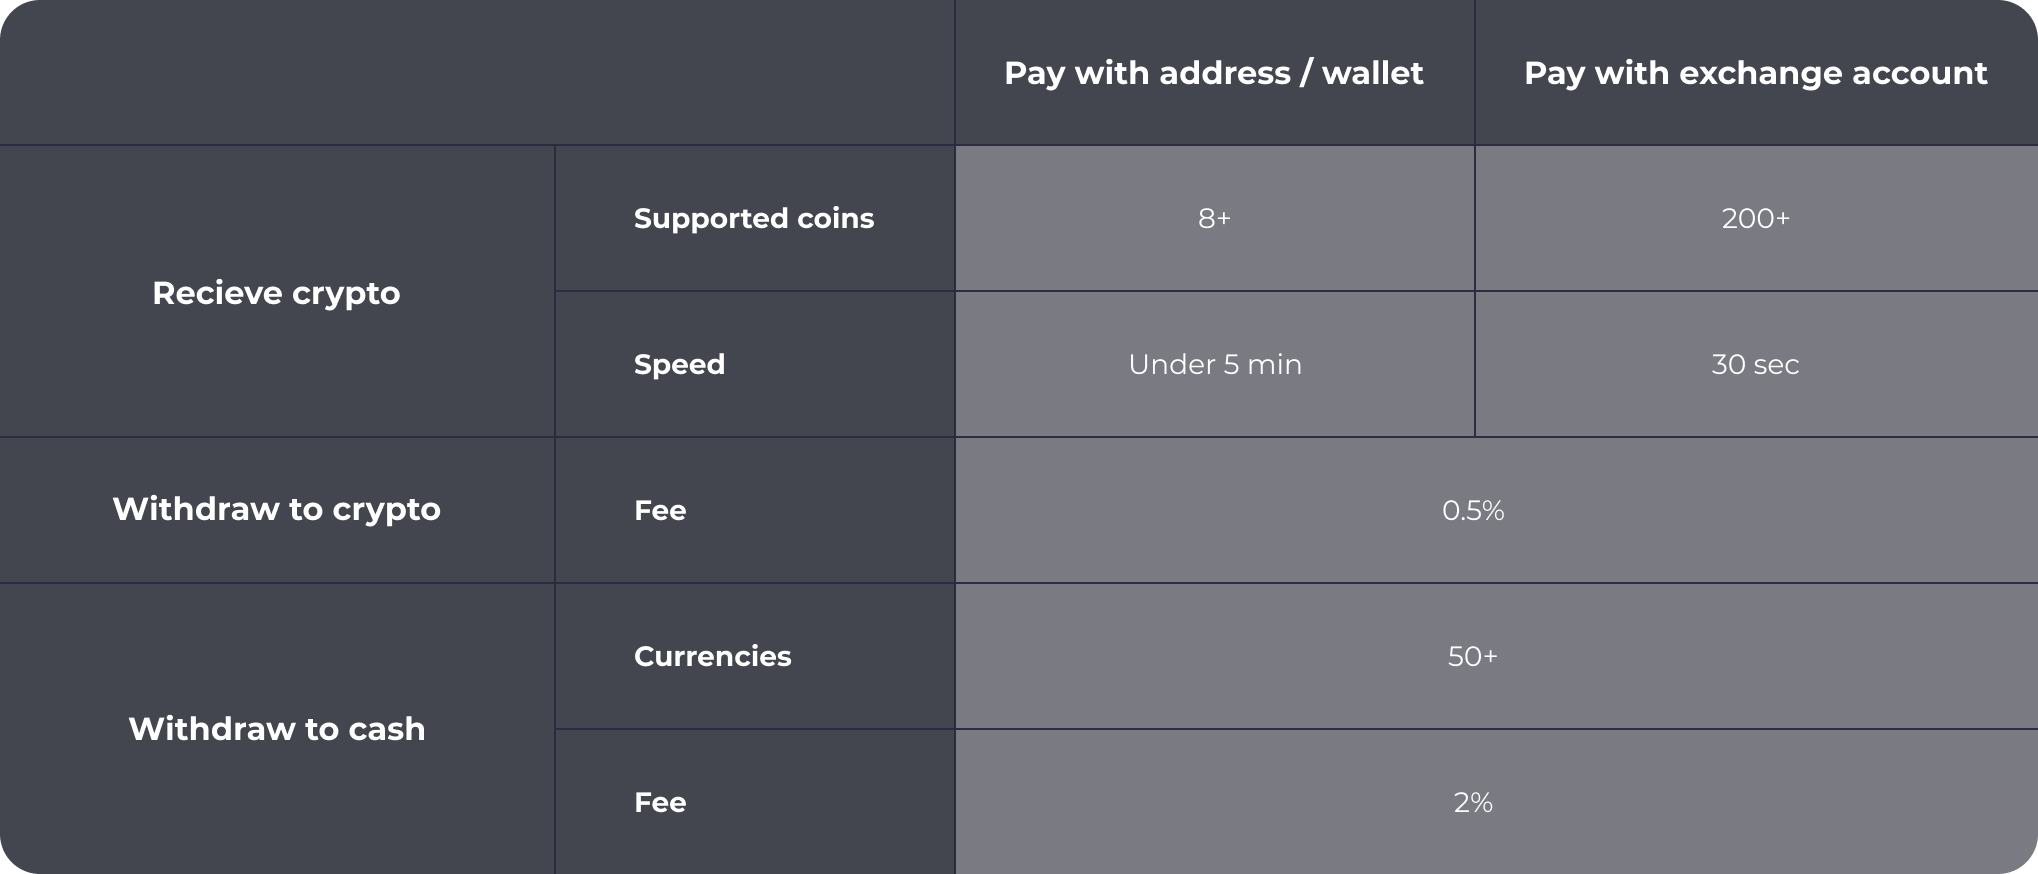 Pay with address / wallet
Pay with exchange account
Recieve crypto
Supported coins
8+
200+
Speed
Under 5 min
30 sec
Withdraw to crypto
Fee
0.5%
Withdraw to cash
Currencies
50+
Fee
2%